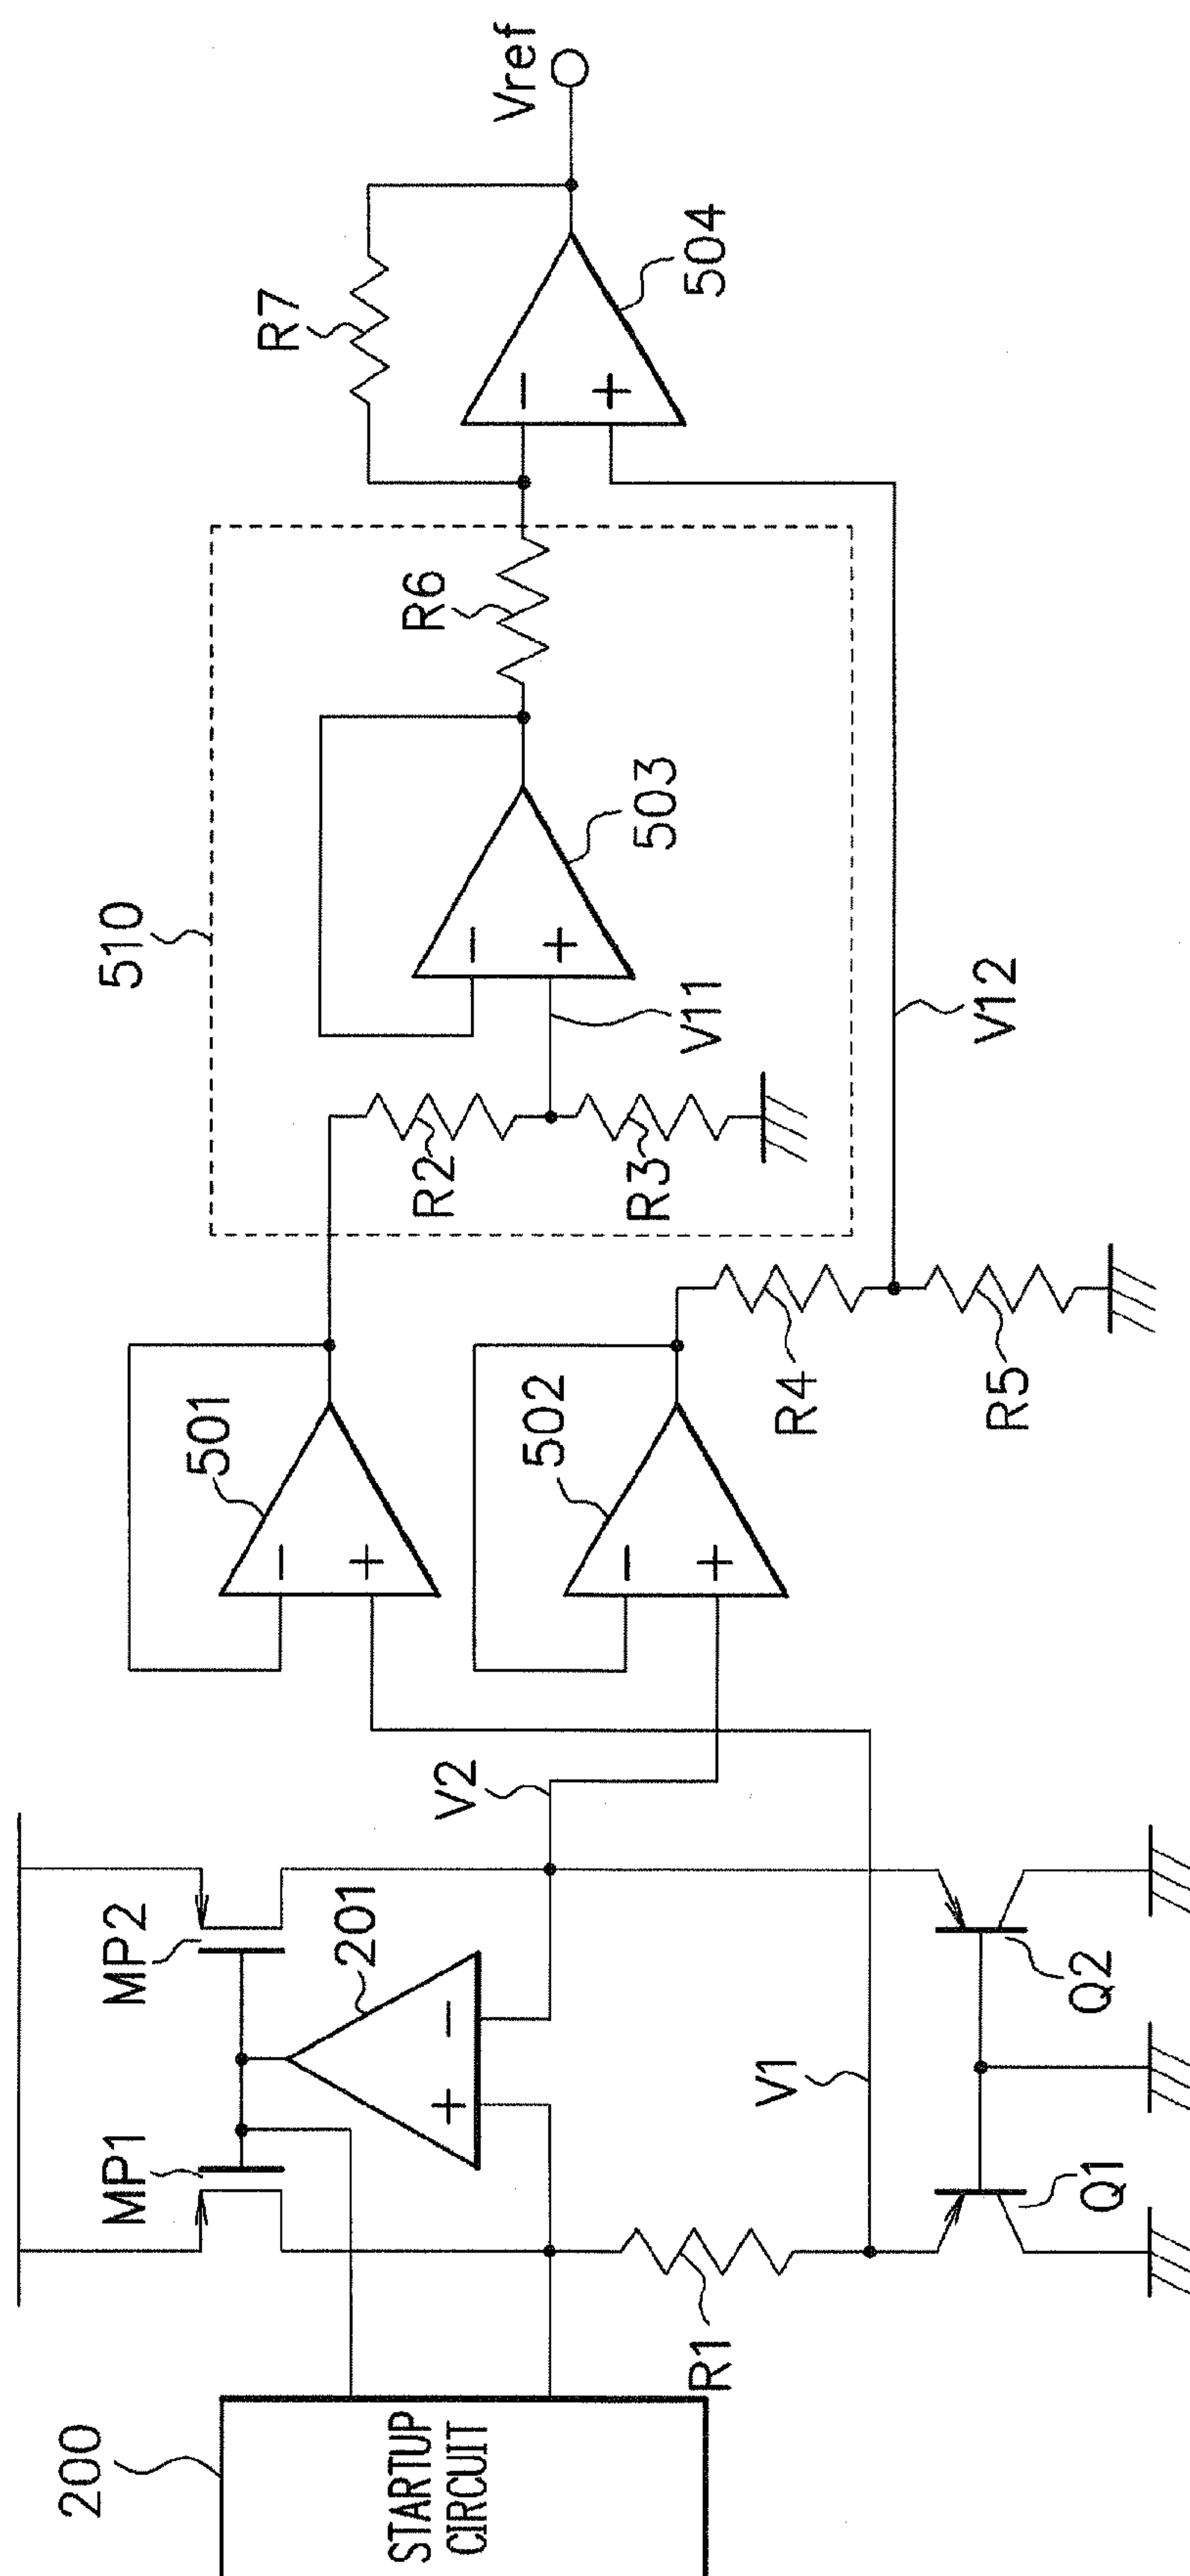 200
STARTUP
CIRCUIT
MP1
MP2
201
+
−
R1
V1
V2
Q1
Q2
501
−
+
502
−
+
R4
R5
510
R2
R3
V11
−
+
503
R6
V12
R7
−
+
504
Vref